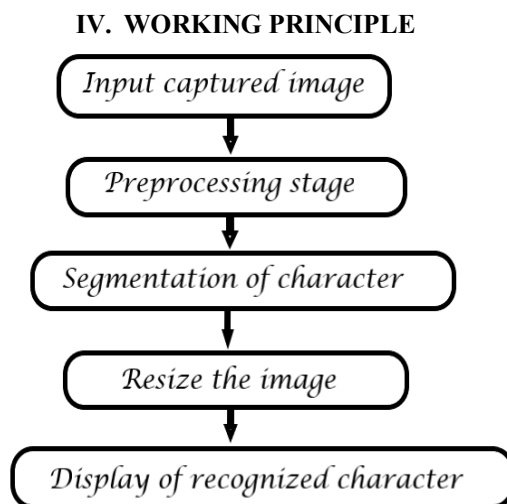 IV. WORKING PRINCIPLE
Input captured image
Preprocessing stage
Segmentation of character
Resize the image
Display of recognized character